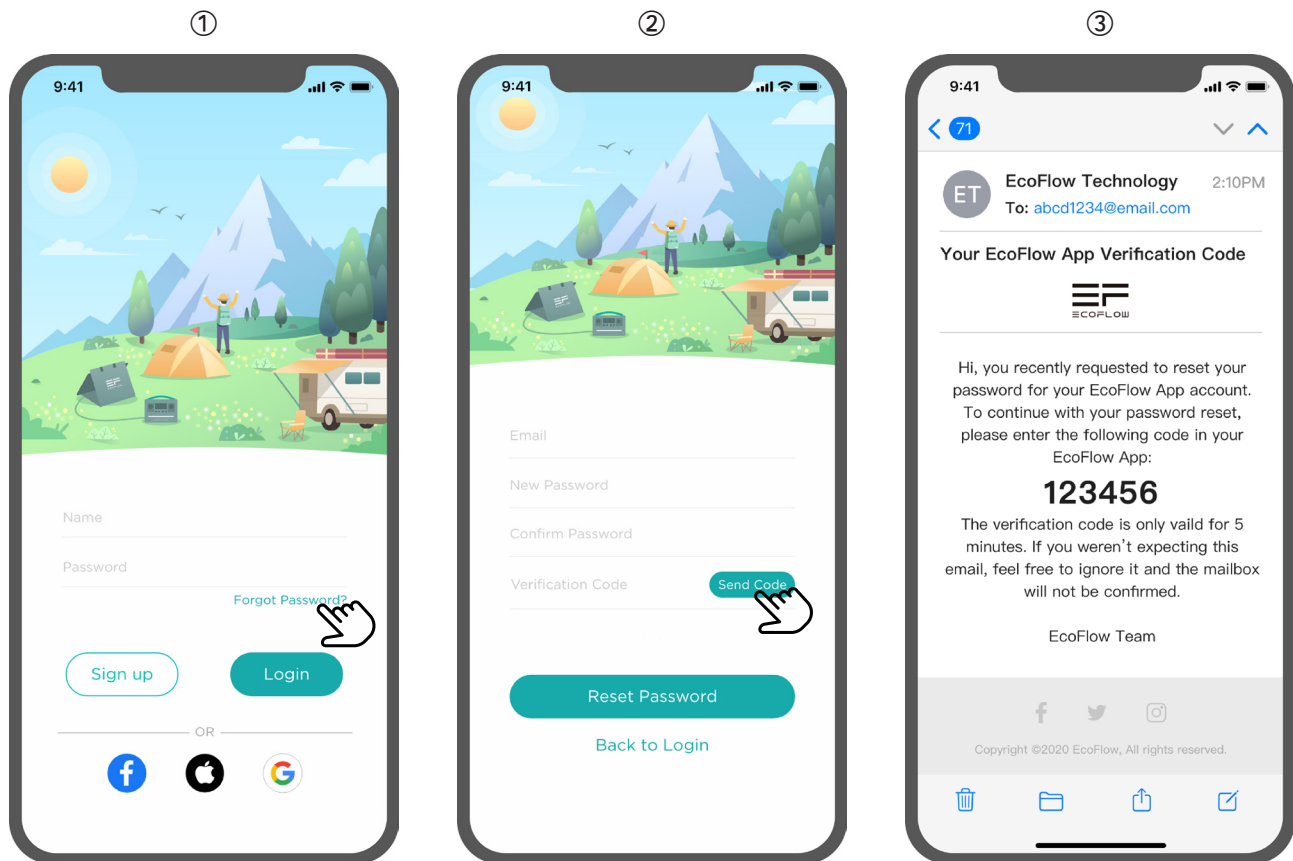 ①
9:41
Name
Password
Forgot Password?
Sign up
Login
OR
②
9:41
Email
New Password
Confirm Password
Verification Code
Send Code
Reset Password
Back to Login
③
9:41
71
ET
EcoFlow Technology
2:10PM
To: abcd1234@email.com
Your EcoFlow App Verification Code
EF
ECOFLOW
Hi, you recently requested to reset your
password for your EcoFlow App account.
To continue with your password reset,
please enter the following code in your
EcoFlow App:
123456
The verification code is only vaild for 5
minutes. If you weren't expecting this
email, feel free to ignore it and the mailbox
will not be confirmed.
EcoFlow Team
Copyright ©2020 EcoFlow, All rights reserved.